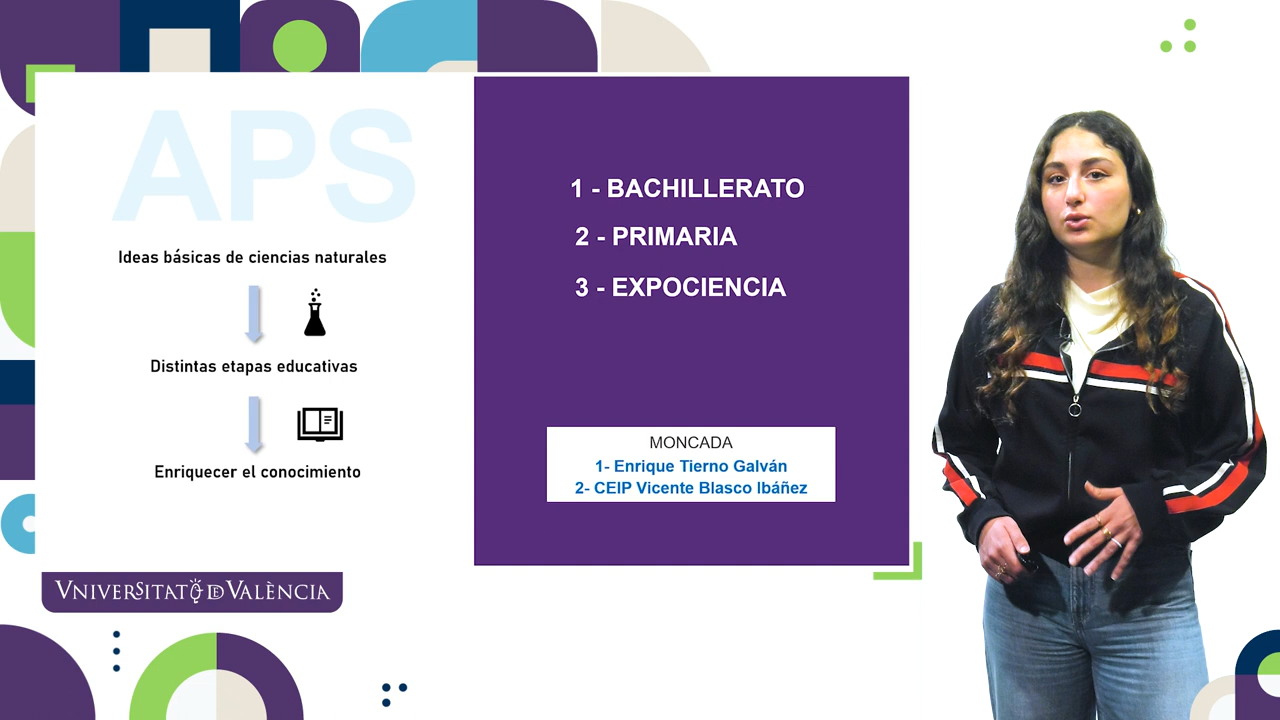 APS
Ideas básicas de ciencias naturales
Distintas etapas educativas
Enriquecer el conocimiento
1 - BACHILLERATO
2 - PRIMARIA
3 - EXPOCIENCIA
MONCADA
1- Enrique Tierno Galván
2- CEIP Vicente Blasco Ibáñez
VNIVERSITAT DE VALÈNCIA